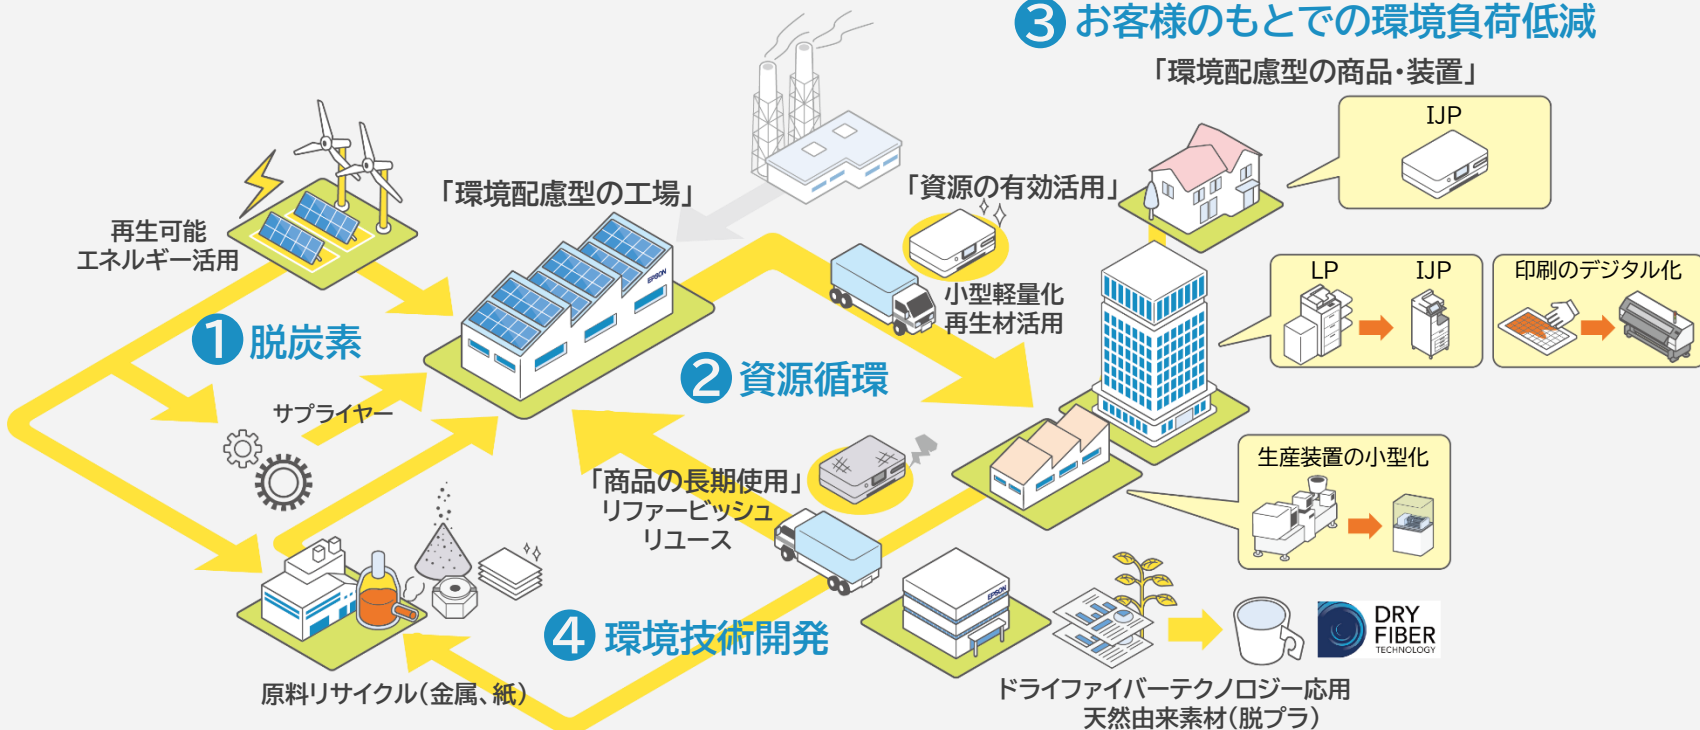 ③ お客様のもとでの環境負荷低減
「環境配慮型の商品・装置」
IJP
「環境配慮型の工場」
「資源の有効活用」
再生可能
エネルギー活用
EPSON
小型軽量化
再生材活用
LP
IJP
印刷のデジタル化
① 脱炭素
② 資源循環
サプライヤー
「商品の長期使用」
リファービッシュ
リユース
生産装置の小型化
④ 環境技術開発
EPSON
DRY
FIBER
TECHNOLOGY
原料リサイクル(金属、紙)
ドライファイバーテクノロジー応用
天然由来素材(脱プラ)